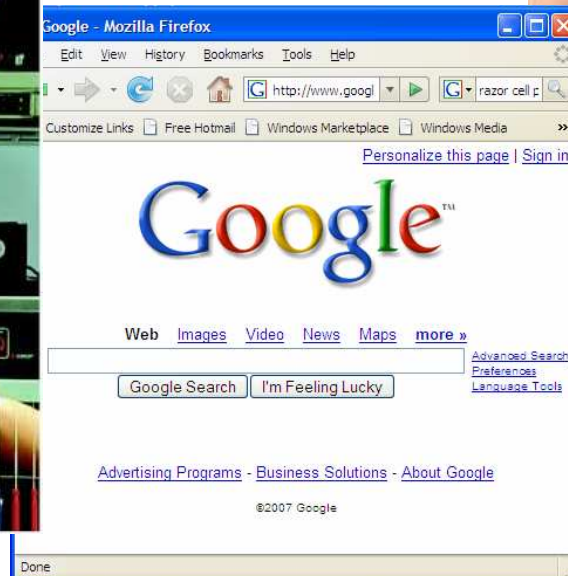 Google - Mozilla Firefox
Edit View History Bookmarks Tools Help
G http://www.googl G razor cell p
Customize Links Free Hotmail Windows Marketplace Windows Media »
Personalize this page | Sign in
Google™
Web Images Video News Maps more »
Advanced Search
Preferences
Language Tools
Google Search I'm Feeling Lucky
Advertising Programs - Business Solutions - About Google
©2007 Google
Done